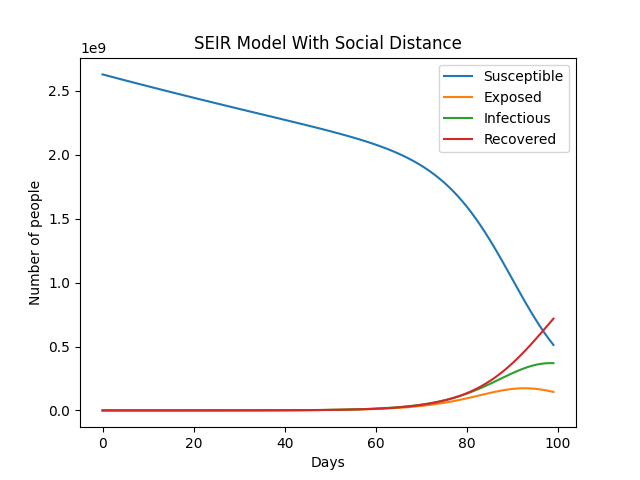 SEIR Model With Social Distance
1e9
Susceptible
Exposed
Infectious
Recovered
Number of people
2.5
2.0
1.5
1.0
0.5
0.0
0 20 40 60 80 100
Days